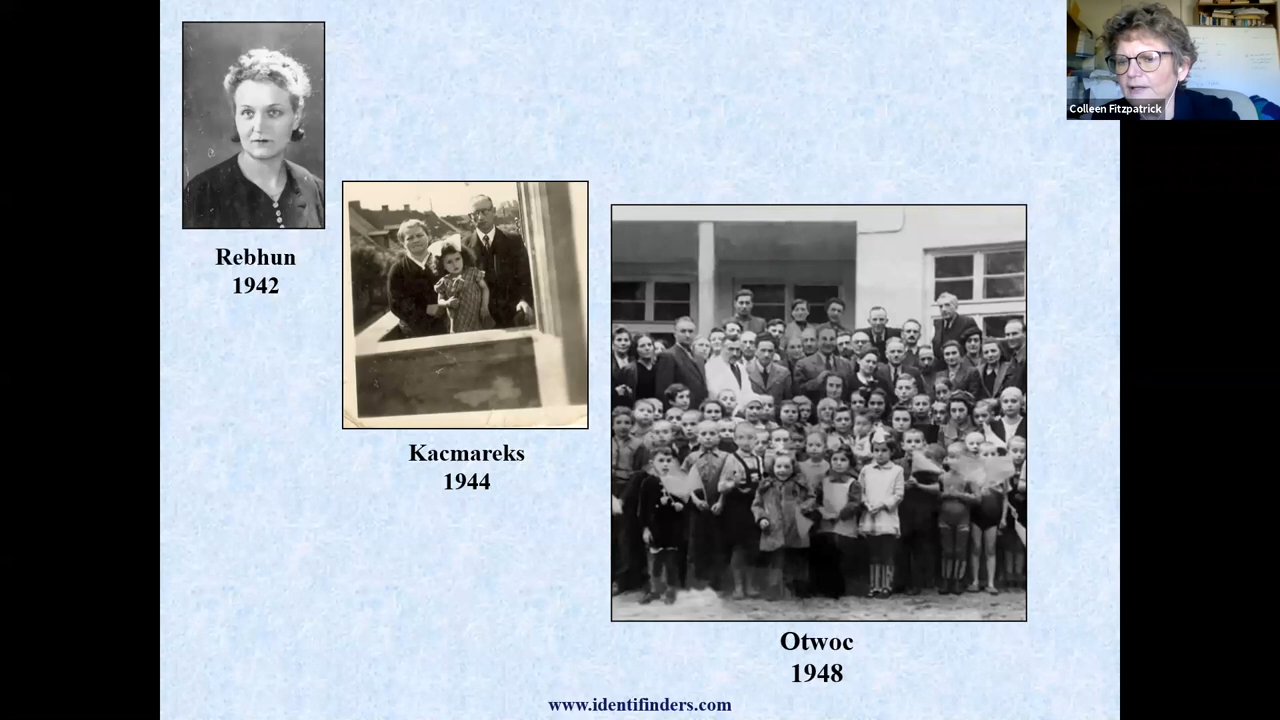 Colleen Fitzpatrick
Rebhun
1942
Kacmareks
1944
Otwoc
1948
www.identifinders.com